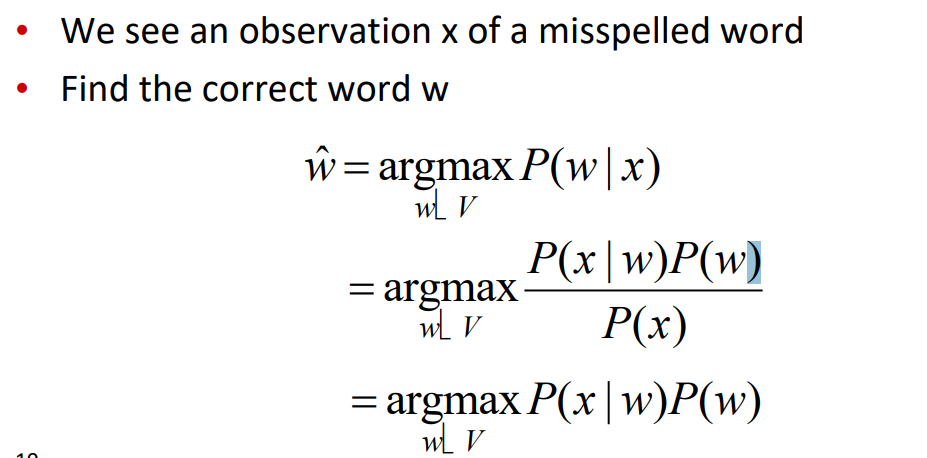 • We see an observation x of a misspelled word
• Find the correct word w
ŵ = argmax P(w | x)
w⎣ V
= argmax P(x | w)P(w) / P(x)
w⎣ V
= argmax P(x | w)P(w)
w⎣ V